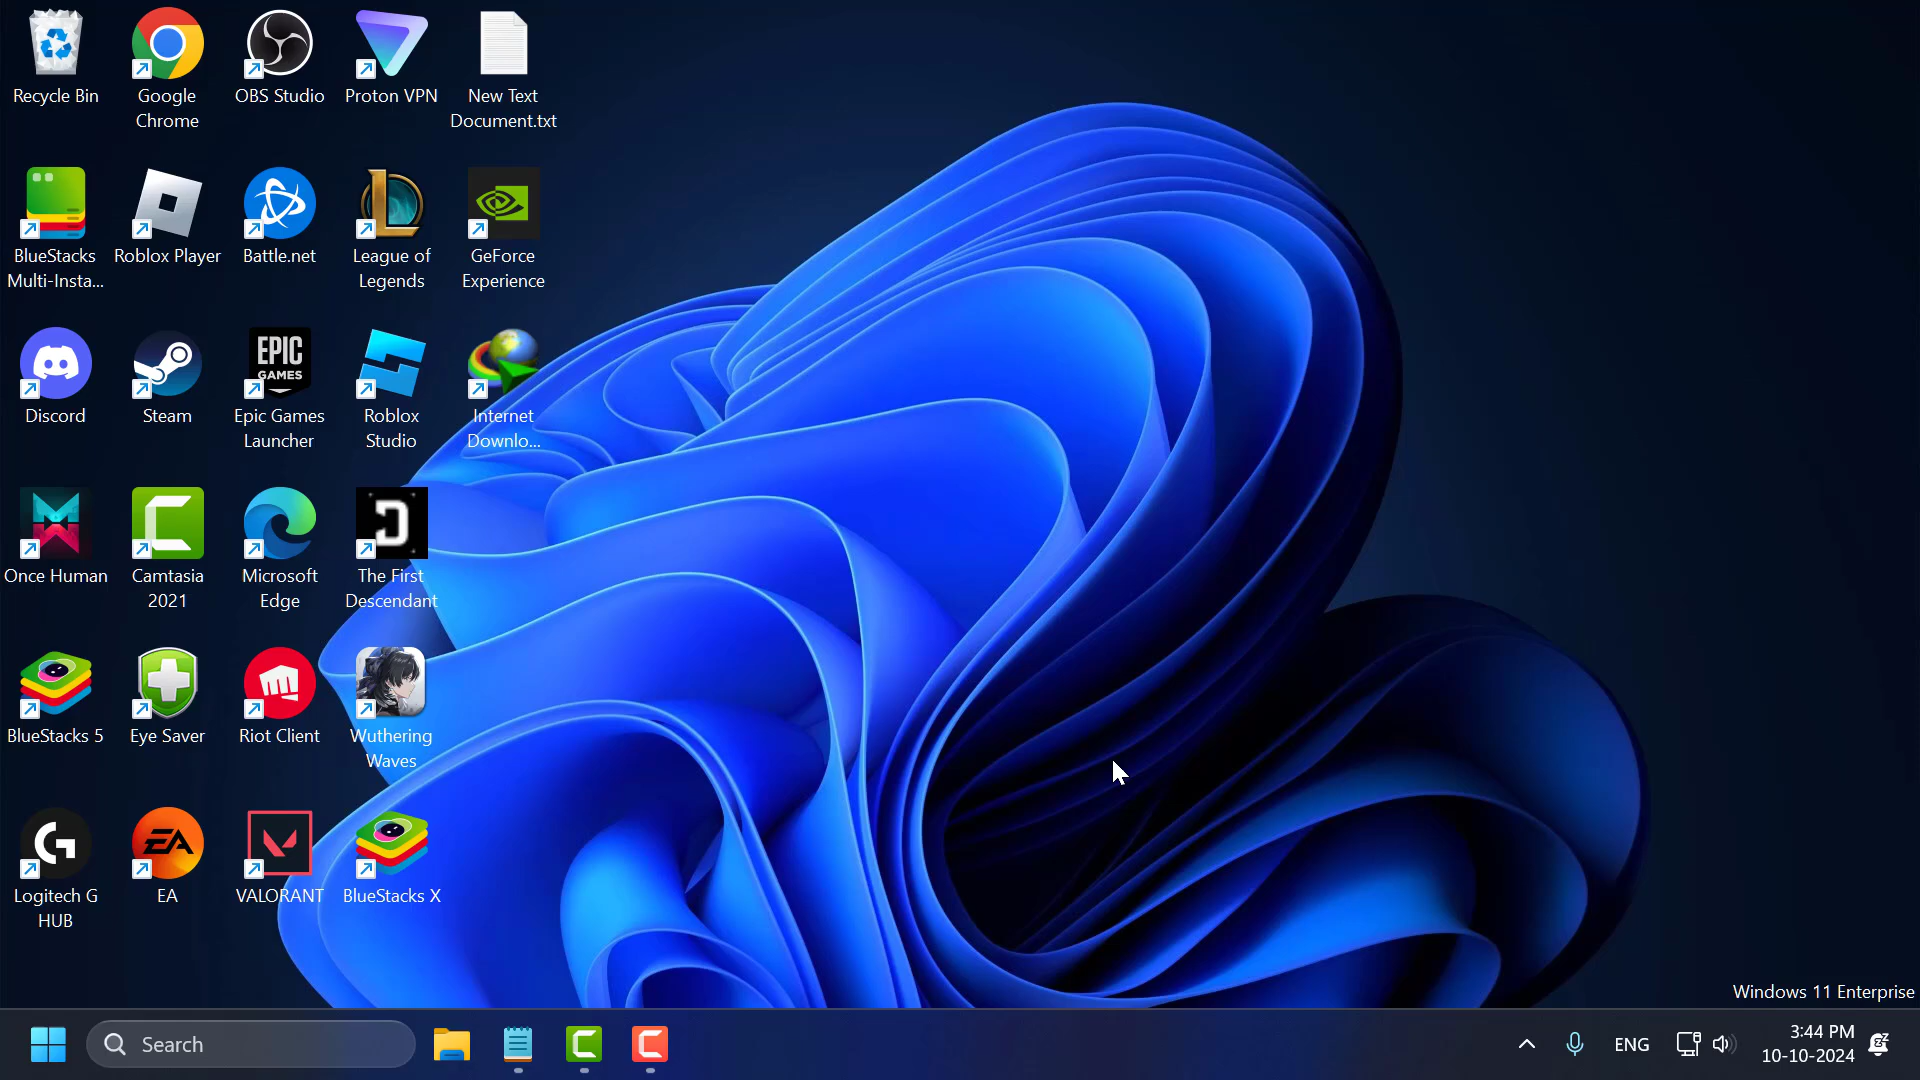 Recycle Bin
Google
Chrome
OBS Studio
Proton VPN
New Text
Document.txt
BlueStacks
Multi-Insta...
Roblox Player
Battle.net
League of
Legends
GeForce
Experience
Discord
Steam
EPIC
GAMES
Epic Games
Launcher
Roblox
Studio
Internet
Downlo...
Once Human
Camtasia
2021
Microsoft
Edge
The First
Descendant
BlueStacks 5
Eye Saver
Riot Client
Wuthering
Waves
Logitech G
HUB
EA
EA
VALORANT
BlueStacks X
Windows 11 Enterprise
Search
ENG
3:44 PM
10-10-2024